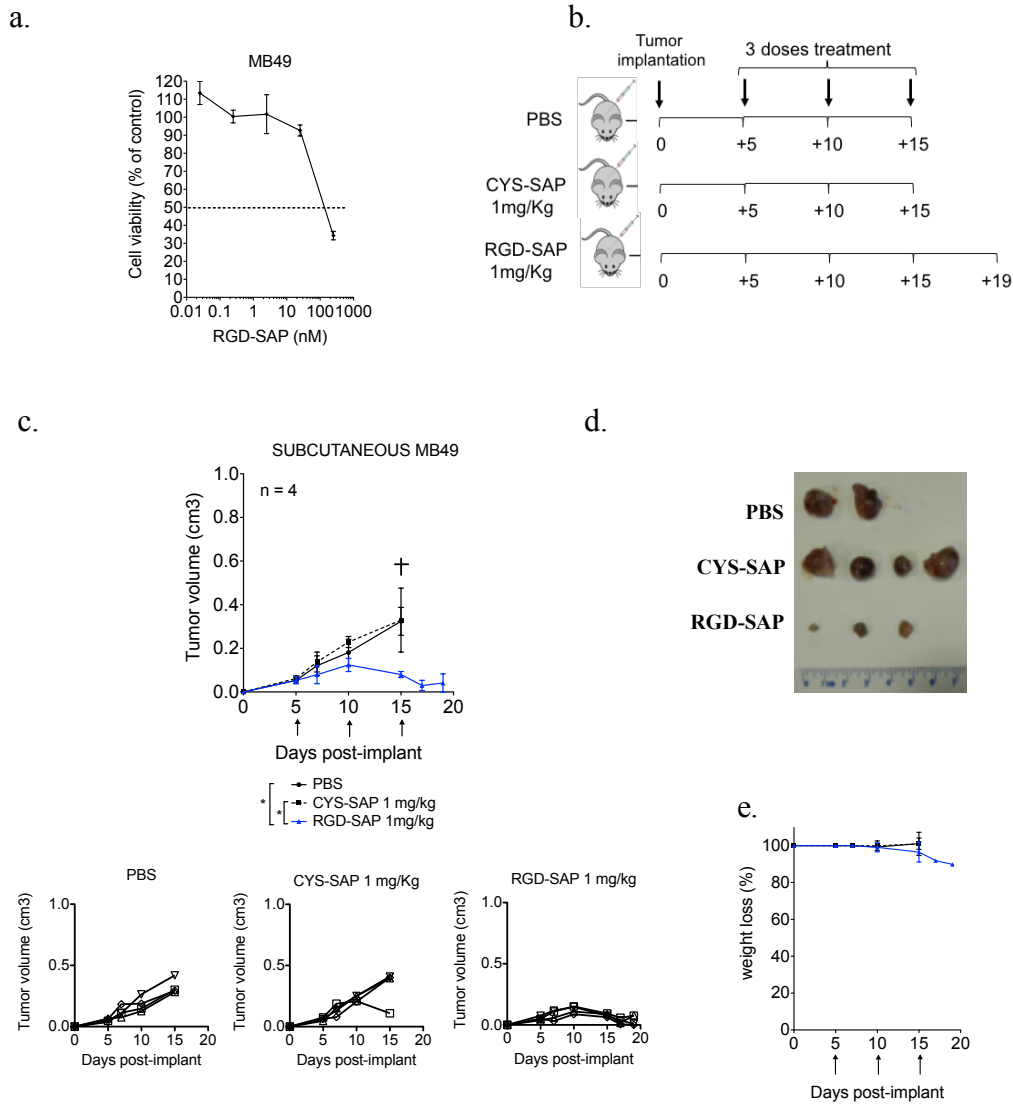 a.
MB49
Cell viability (% of control)
120
110
100
90
80
70
60
50
40
30
20
10
0
0.01 0.1 1 10 1001000
RGD-SAP (nM)
b.
Tumor
implantation
3 doses treatment
PBS
0 +5 +10 +15
CYS-SAP
1mg/Kg
0 +5 +10 +15
RGD-SAP
1mg/Kg
0 +5 +10 +15 +19
c.
SUBCUTANEOUS MB49
n = 4
Tumor volume (cm3)
1.0
0.8
0.6
0.4
0.2
0.0
0 5 10 15 20
Days post-implant
PBS
* CYS-SAP 1 mg/kg
* RGD-SAP 1mg/kg
PBS
Tumor volume (cm3)
1.0
0.5
0.0
0 5 10 15 20
Days post-implant
CYS-SAP 1 mg/Kg
Tumor volume (cm3)
1.0
0.5
0.0
0 5 10 15 20
Days post-implant
RGD-SAP 1 mg/kg
Tumor volume (cm3)
1.0
0.5
0.0
0 5 10 15 20
Days post-implant
d.
PBS
CYS-SAP
RGD-SAP
e.
weight loss (%)
100
80
60
40
20
0
0 5 10 15 20
Days post-implant